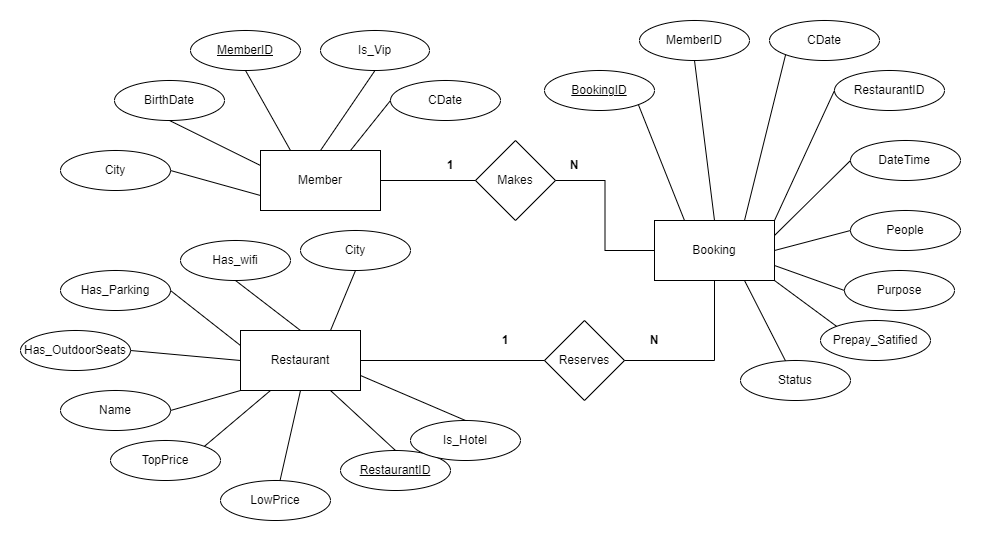 MemberID
Is_Vip
BirthDate
CDate
City
Member
1
Makes
N
MemberID
CDate
BookingID
RestaurantID
DateTime
People
Booking
Purpose
Prepay_Satified
Status
City
Has_wifi
Has_Parking
Has_OutdoorSeats
Restaurant
1
Reserves
N
Name
TopPrice
LowPrice
RestaurantID
Is_Hotel